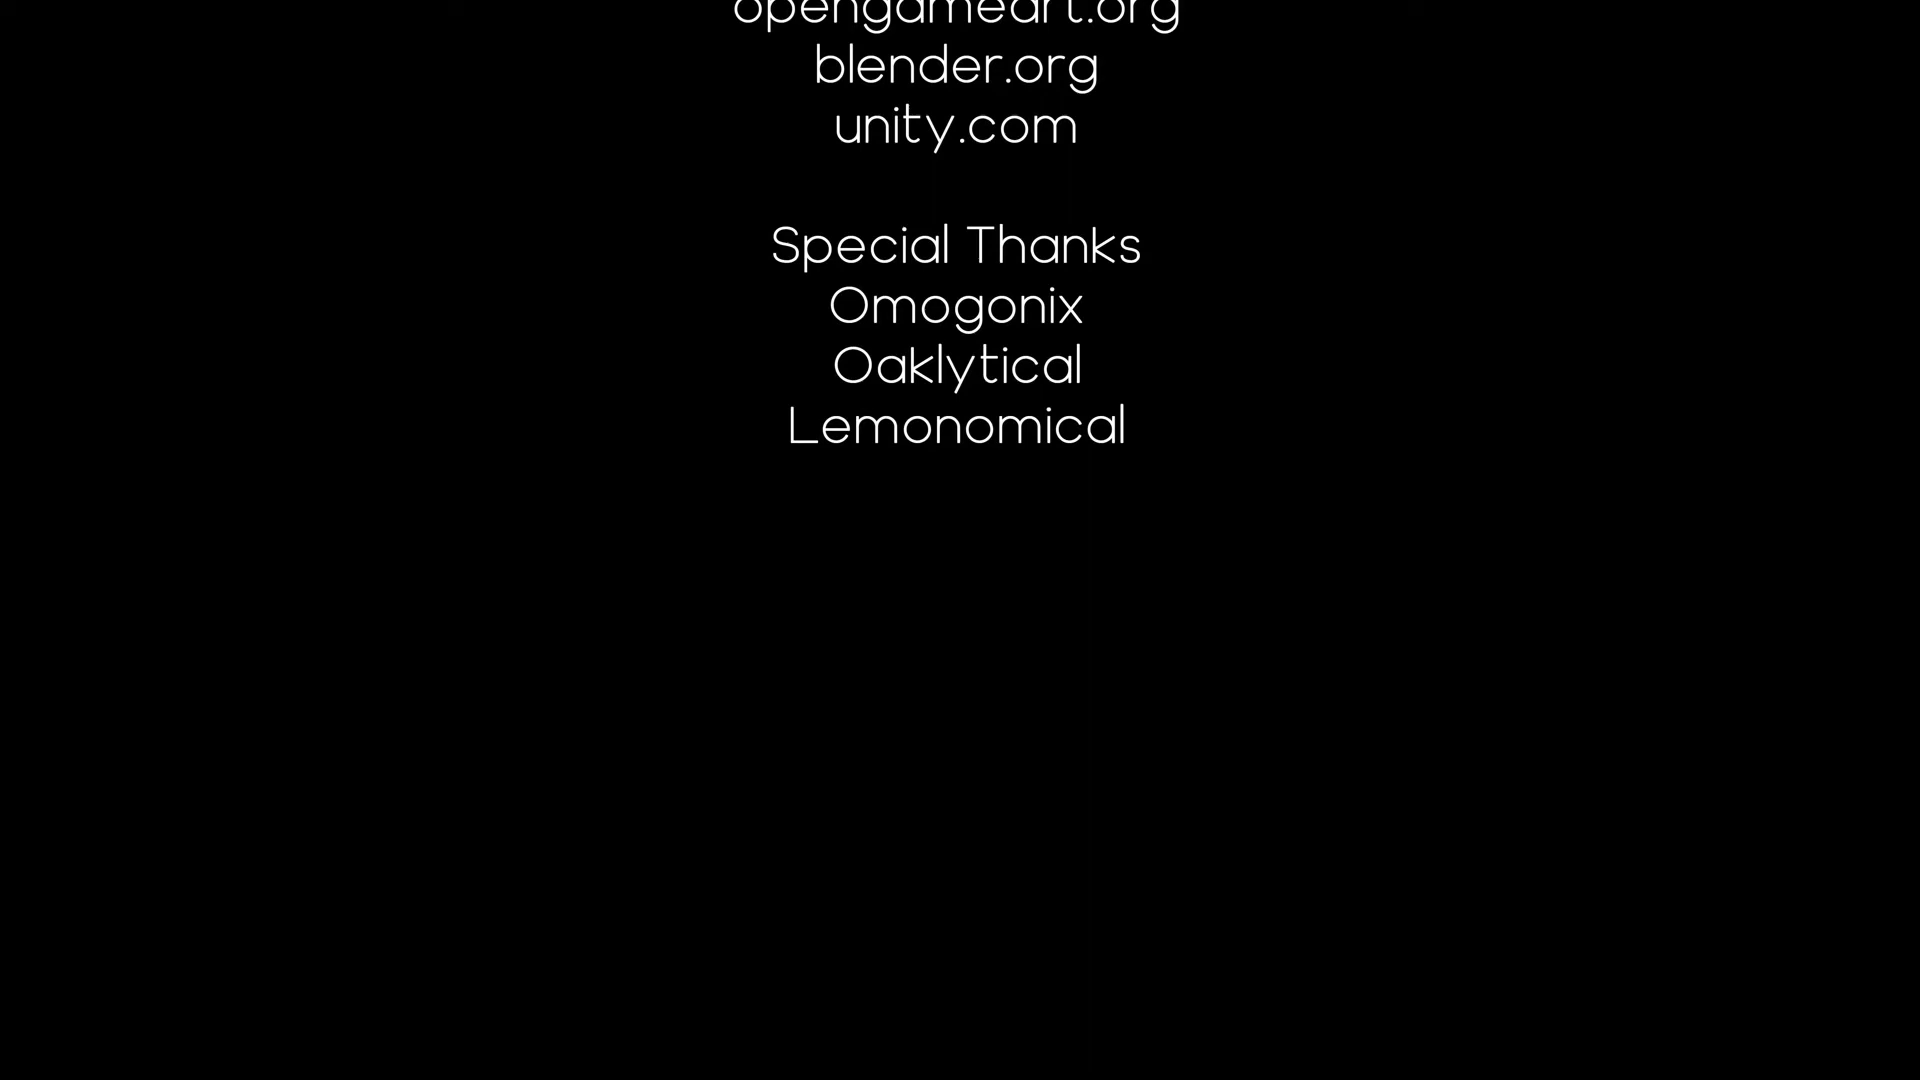 opengameart.org
blender.org
unity.com
Special Thanks
Omogonix
Oaklytical
Lemonomical